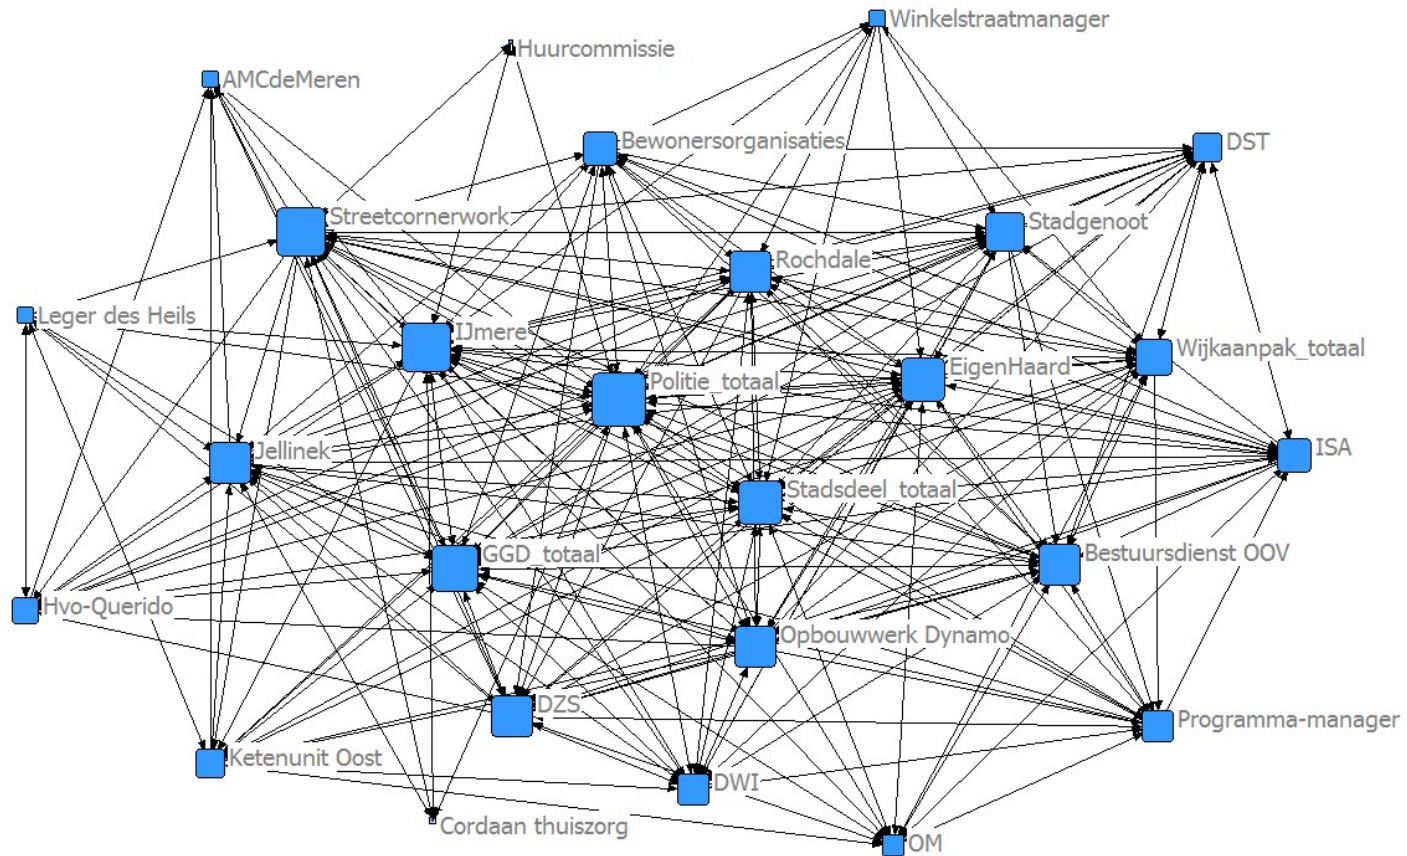 Winkelstraatmanager
Huurcommissie
AMCdeMeren
Bewonersorganisaties
DST
Streetcornerwork
Stadgenoot
Rochdale
Leger des Heils
IJmere
Wijkaanpak_totaal
EigenHaard
Politie_totaal
Jellinek
ISA
Stadsdeel_totaal
GGD_totaal
Bestuursdienst OOV
Hvo-Querido
Opbouwwerk Dynamo
DZS
Programma-manager
Ketenunit Oost
DWI
Cordaan thuiszorg
OM